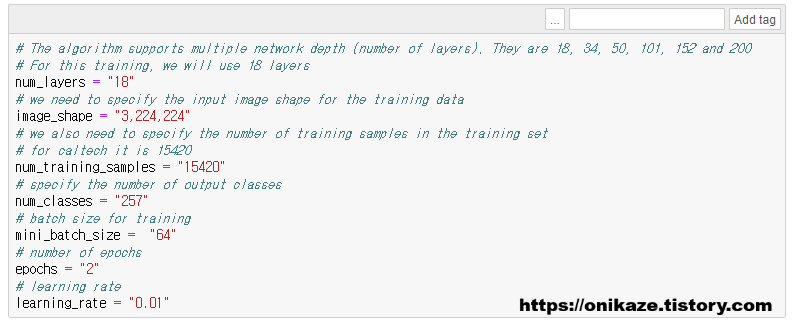 ...
Add tag
# The algorithm supports multiple network depth (number of layers). They are 18, 34, 50, 101, 152 and 200
# For this training, we will use 18 layers
num_layers = "18"
# we need to specify the input image shape for the training data
image_shape = "3,224,224"
# we also need to specify the number of training samples in the training set
# for caltech it is 15420
num_training_samples = "15420"
# specify the number of output classes
num_classes = "257"
# batch size for training
mini_batch_size =  "64"
# number of epochs
epochs = "2"
# learning rate
learning_rate = "0.01"
https://onikaze.tistory.com